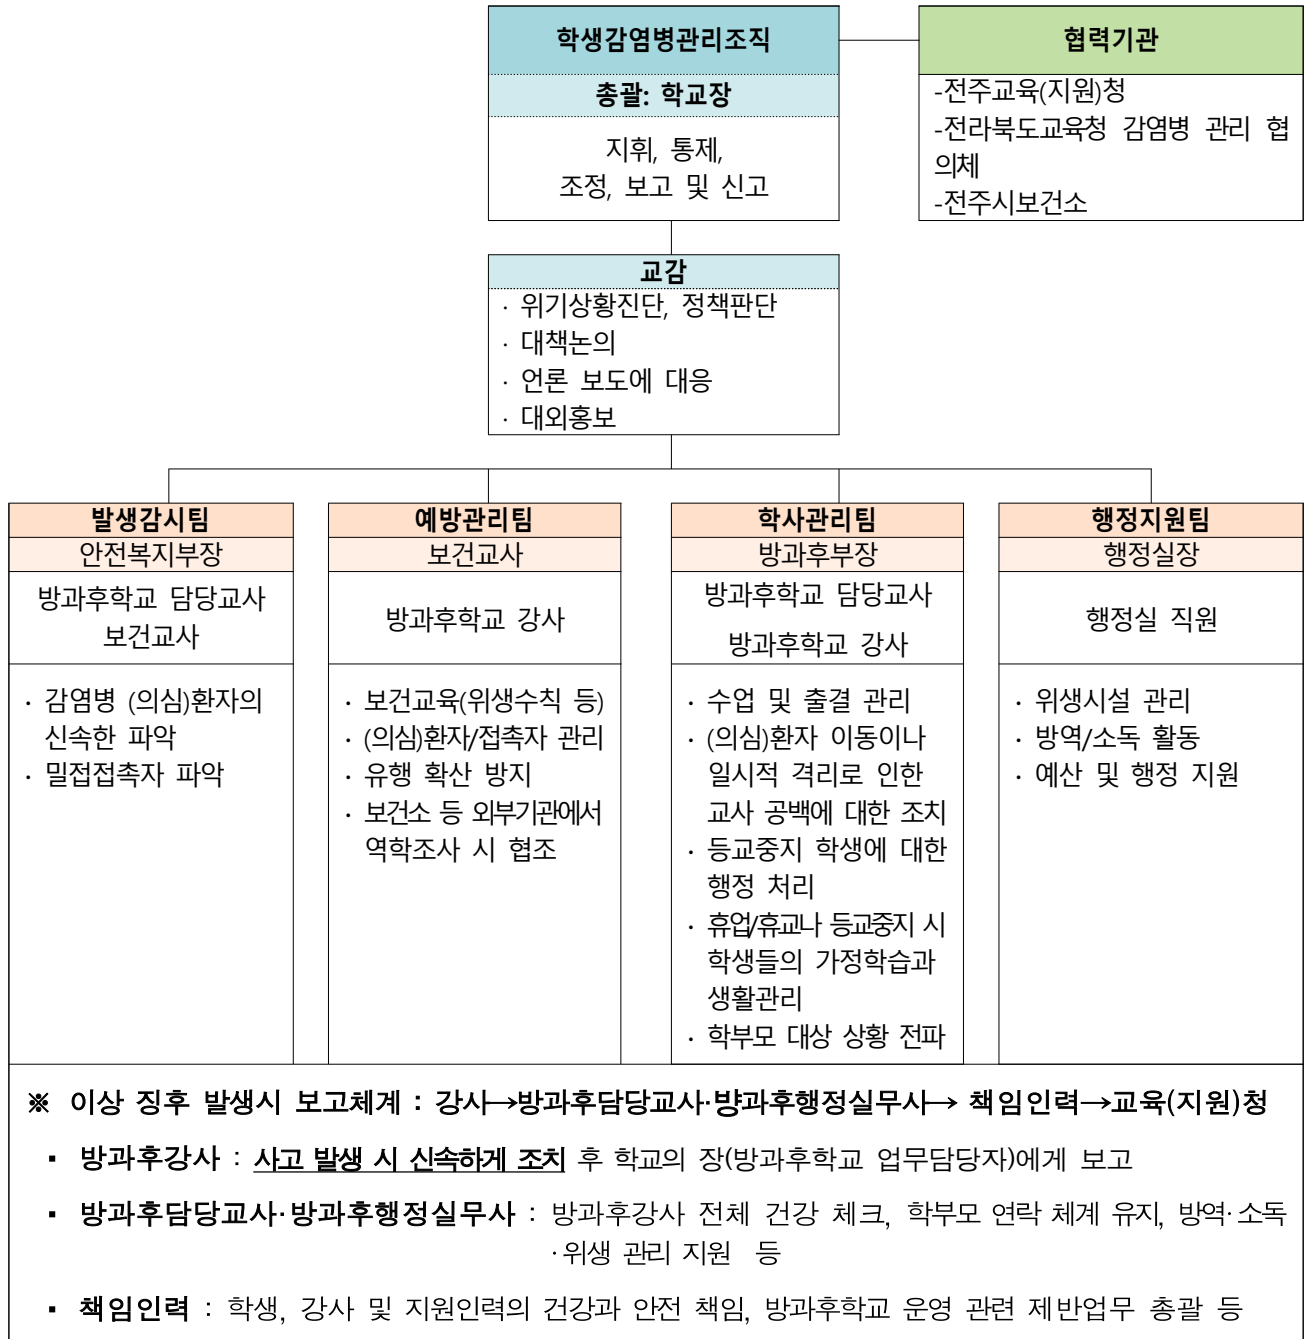 학생감염병관리조직
총괄: 학교장
지휘, 통제,
조정, 보고 및 신고
협력기관
-전주교육(지원)청
-전라북도교육청 감염병 관리 협
의체
-전주시보건소
교감
· 위기상황진단, 정책판단
· 대책논의
· 언론 보도에 대응
· 대외홍보
발생감시팀
안전복지부장
방과후학교 담당교사
보건교사
· 감염병 (의심)환자의
신속한 파악
· 밀접접촉자 파악
예방관리팀
보건교사
방과후학교 강사
· 보건교육(위생수칙 등)
· (의심)환자/접촉자 관리
· 유행 확산 방지
· 보건소 등 외부기관에서
역학조사 시 협조
학사관리팀
방과후부장
방과후학교 담당교사
방과후학교 강사
· 수업 및 출결 관리
· (의심)환자 이동이나
일시적 격리로 인한
교사 공백에 대한 조치
· 등교중지 학생에 대한
행정 처리
· 휴업/휴교나 등교중지 시
학생들의 가정학습과
생활관리
· 학부모 대상 상황 전파
행정지원팀
행정실장
행정실 직원
· 위생시설 관리
· 방역/소독 활동
· 예산 및 행정 지원
※ 이상 징후 발생시 보고체계 : 강사→방과후담당교사·뱡과후행정실무사→ 책임인력→교육(지원)청
▪ 방과후강사 : 사고 발생 시 신속하게 조치 후 학교의 장(방과후학교 업무담당자)에게 보고
▪ 방과후담당교사·방과후행정실무사 : 방과후강사 전체 건강 체크, 학부모 연락 체계 유지, 방역·소독
·위생 관리 지원 등
▪ 책임인력 : 학생, 강사 및 지원인력의 건강과 안전 책임, 방과후학교 운영 관련 제반업무 총괄 등